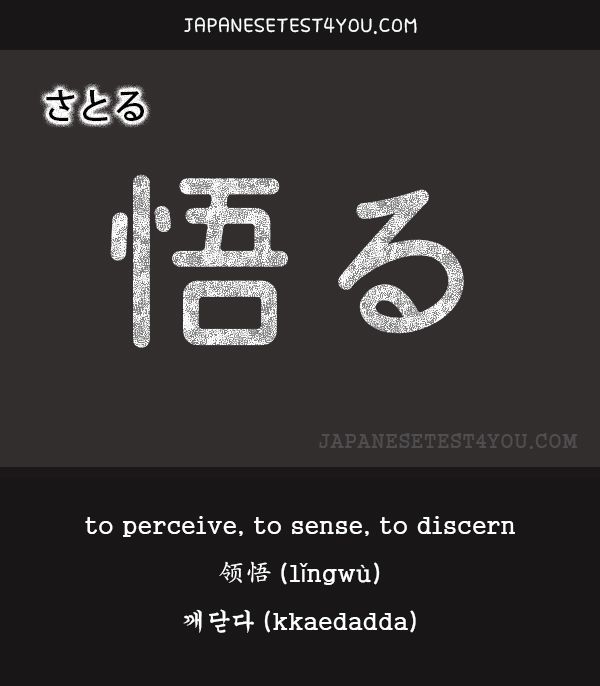 JAPANESETEST4YOU.COM
さとる
悟る
JAPANESETEST4YOU.COM
to perceive, to sense, to discern
领悟 (lǐngwù)
깨닫다 (kkaedadda)